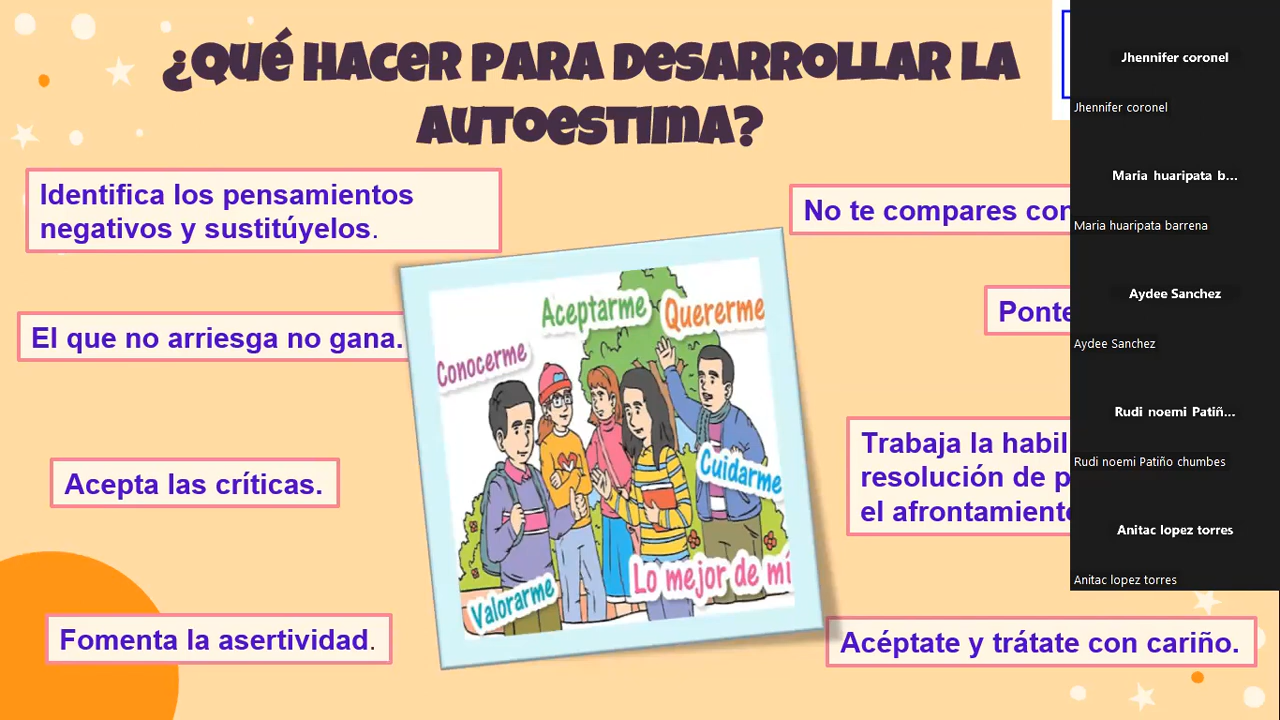 ¿Qué Hacer para desarrollar la
autoestima?
Identifica los pensamientos
negativos y sustitúyelos.
El que no arriesga no gana.
Acepta las críticas.
Fomenta la asertividad.
Conocerme
Aceptarme
Quererme
Cuidarme
Valorarme
Lo mejor de mí
No te compares con
Ponte
Trabaja la habil
resolución de p
el afrontamient
Acéptate y trátate con cariño.
Jhennifer coronel
Jhennifer coronel
Maria huaripata b...
Maria huaripata barrena
Aydee Sanchez
Aydee Sanchez
Rudi noemi Patiñ...
Rudi noemi Patiño chumbes
Anitac lopez torres
Anitac lopez torres